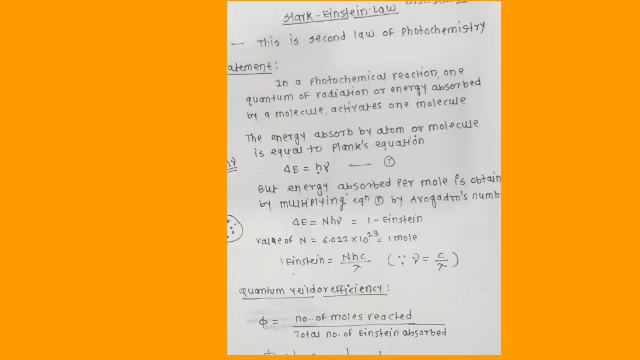 Stark-Einstein Law
— This is second law of Photochemistry
atement:
In a Photochemical reaction, one
quantum of radiation or energy absorbed
by a molecule, activates one molecule
The energy absorb by atom or molecule
is equal to Plank's equation
hν
ΔE = hν — ①
But energy absorbed Per mole is obtain
by multiplying eqn ① by Avogadro's numb
ΔE = Nhν = 1 - Einstein
value of N = 6.022 × 10^23 = 1 mole
1 Einstein = Nhc/λ (∵ ν = c/λ)
Quantum Yeild or efficiency:
ϕ = no. of moles reacted
Total no. of Einstein absorbed